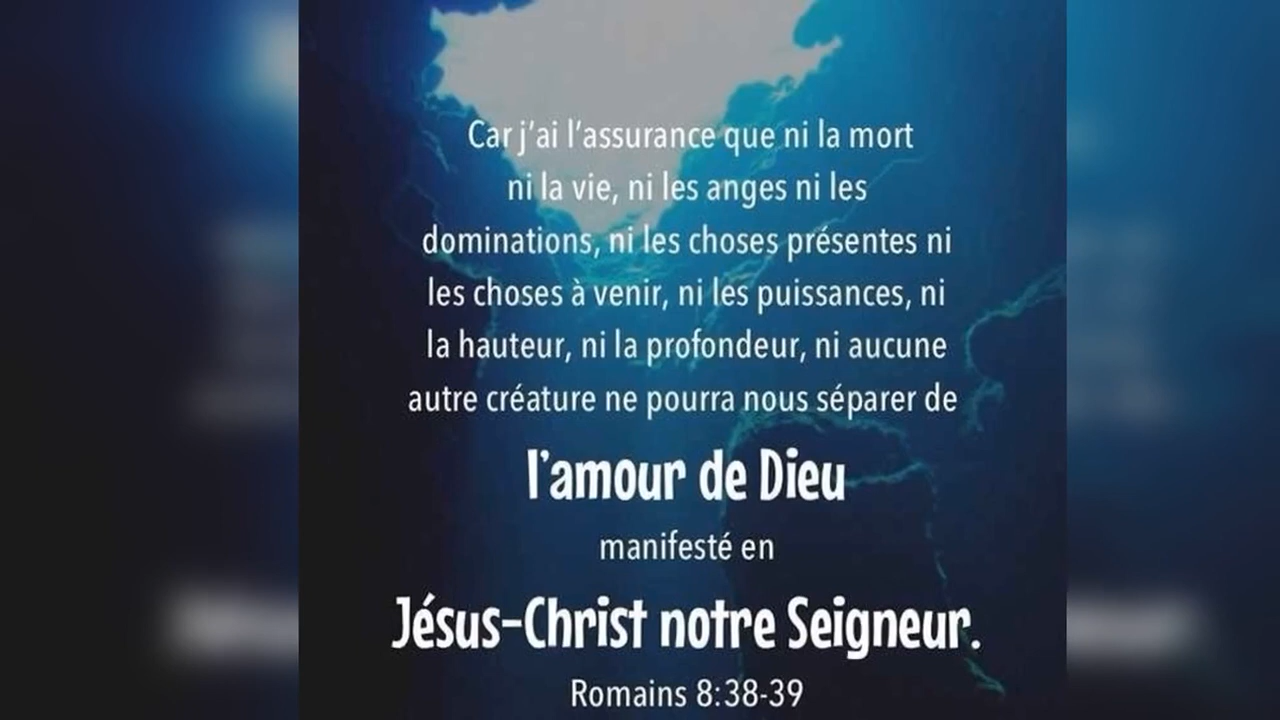 Car j'ai l'assurance que ni la mort
ni la vie, ni les anges ni les
dominations, ni les choses présentes ni
les choses à venir, ni les puissances, ni
la hauteur, ni la profondeur, ni aucune
autre créature ne pourra nous séparer de
l'amour de Dieu
manifesté en
Jésus-Christ notre Seigneur.
Romains 8:38-39